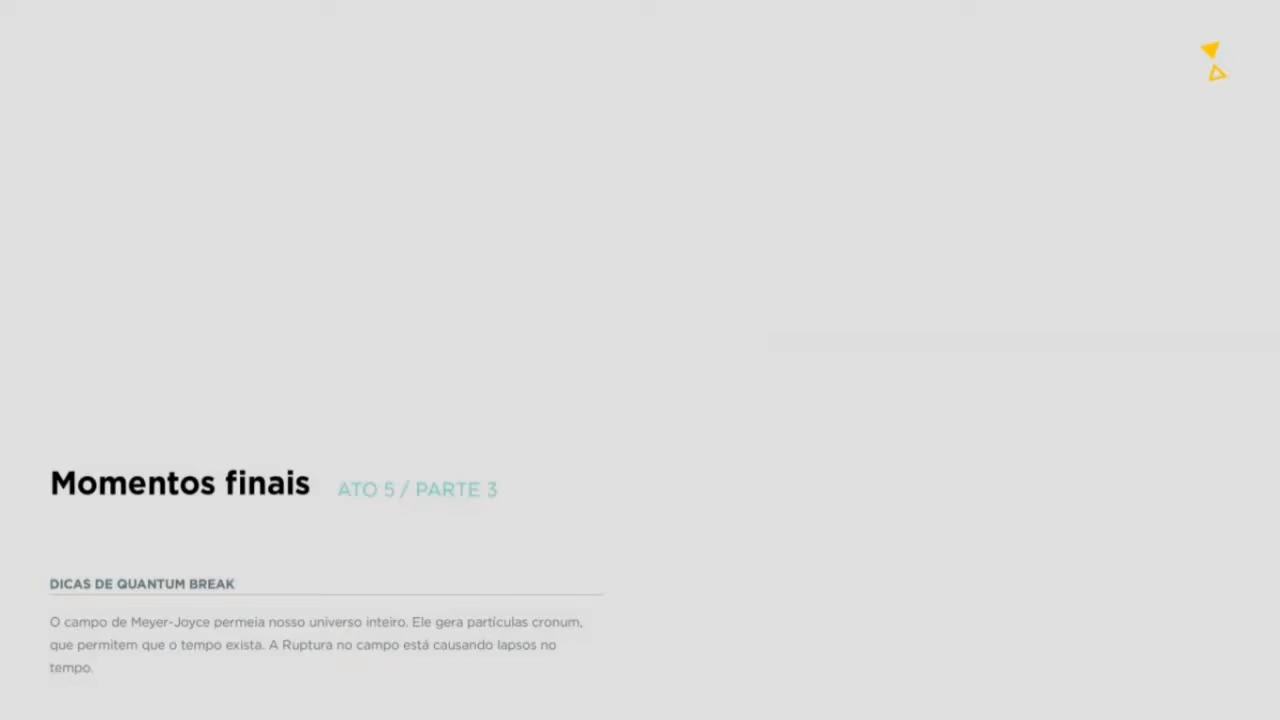 Momentos finais ATO 5 / PARTE 3
DICAS DE QUANTUM BREAK
O campo de Meyer-Joyce permeia nosso universo inteiro. Ele gera partículas cronum,
que permitem que o tempo exista. A Ruptura no campo está causando lapsos no
tempo.